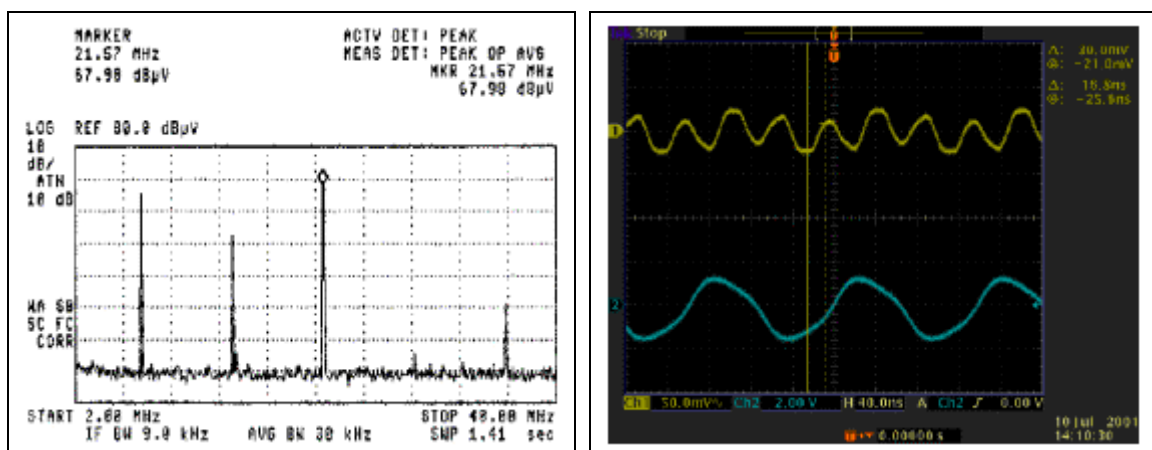 MARKER
21.57 MHz
67.98 dBµV
ACTV DET: PEAK
MEAS DET: PEAK QP AVG
MKR 21.57 MHz
67.98 dBµV
LOG REF 80.0 dBµV
10
dB/
ATN
10 dB
SC FC
CORR
START 2.00 MHz
STOP 40.00 MHz
IF BW 9.0 kHz AVG BW 30 kHz SWP 1.41 sec
Stop
Δ: 30.0mV
@: -21.0mV
Δ: 16.8ns
@: -25.6ns
1
2
Ch1 50.0mV Ch2 2.00 V H 40.0ns A Ch2 0.00 V
0.00000 s
10 Jul 2001
14:10:30